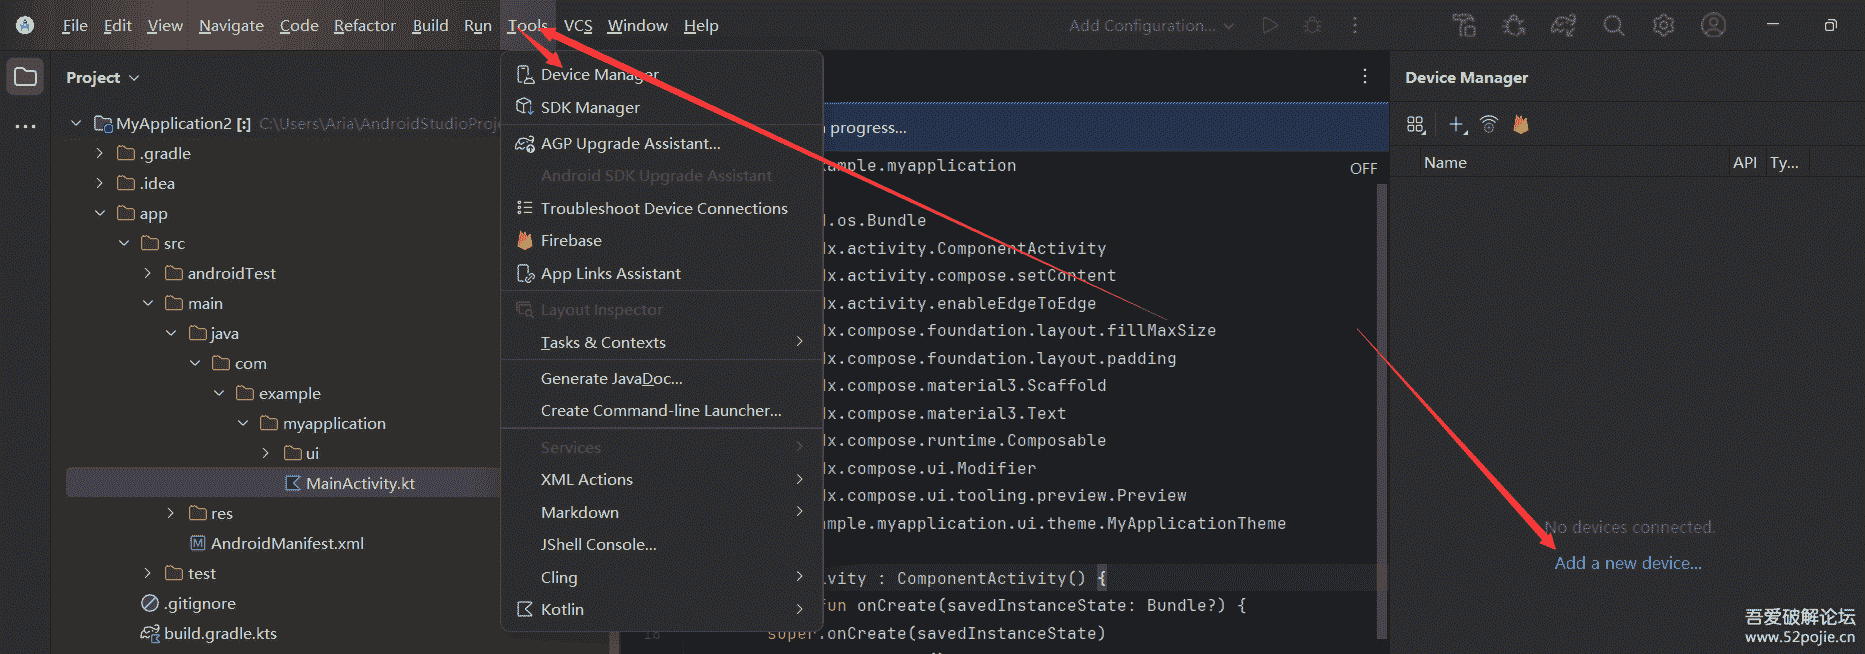 File Edit View Navigate Code Refactor Build Run Tools VCS Window Help
Add Configuration...
Project
MyApplication2 [:] C:\Users\Aria\AndroidStudioProje
.gradle
.idea
app
src
androidTest
main
java
com
example
myapplication
ui
MainActivity.kt
res
AndroidManifest.xml
test
.gitignore
build.gradle.kts
Device Manager
SDK Manager
AGP Upgrade Assistant...
Android SDK Upgrade Assistant
Troubleshoot Device Connections
Firebase
App Links Assistant
Layout Inspector
Tasks & Contexts
Generate JavaDoc...
Create Command-line Launcher...
Services
XML Actions
Markdown
JShell Console...
Cling
Kotlin
progress...
OFF
mple.myapplication
.os.Bundle
x.activity.ComponentActivity
x.activity.compose.setContent
x.activity.enableEdgeToEdge
x.compose.foundation.layout.fillMaxSize
x.compose.foundation.layout.padding
x.compose.material3.Scaffold
x.compose.material3.Text
x.compose.runtime.Composable
x.compose.ui.Modifier
x.compose.ui.tooling.preview.Preview
mple.myapplication.ui.theme.MyApplicationTheme
ivity : ComponentActivity() {
fun onCreate(savedInstanceState: Bundle?) {
18 super.onCreate(savedInstanceState)
Device Manager
Name API Ty...
No devices connected.
Add a new device...
吾爱破解论坛
www.52pojie.cn